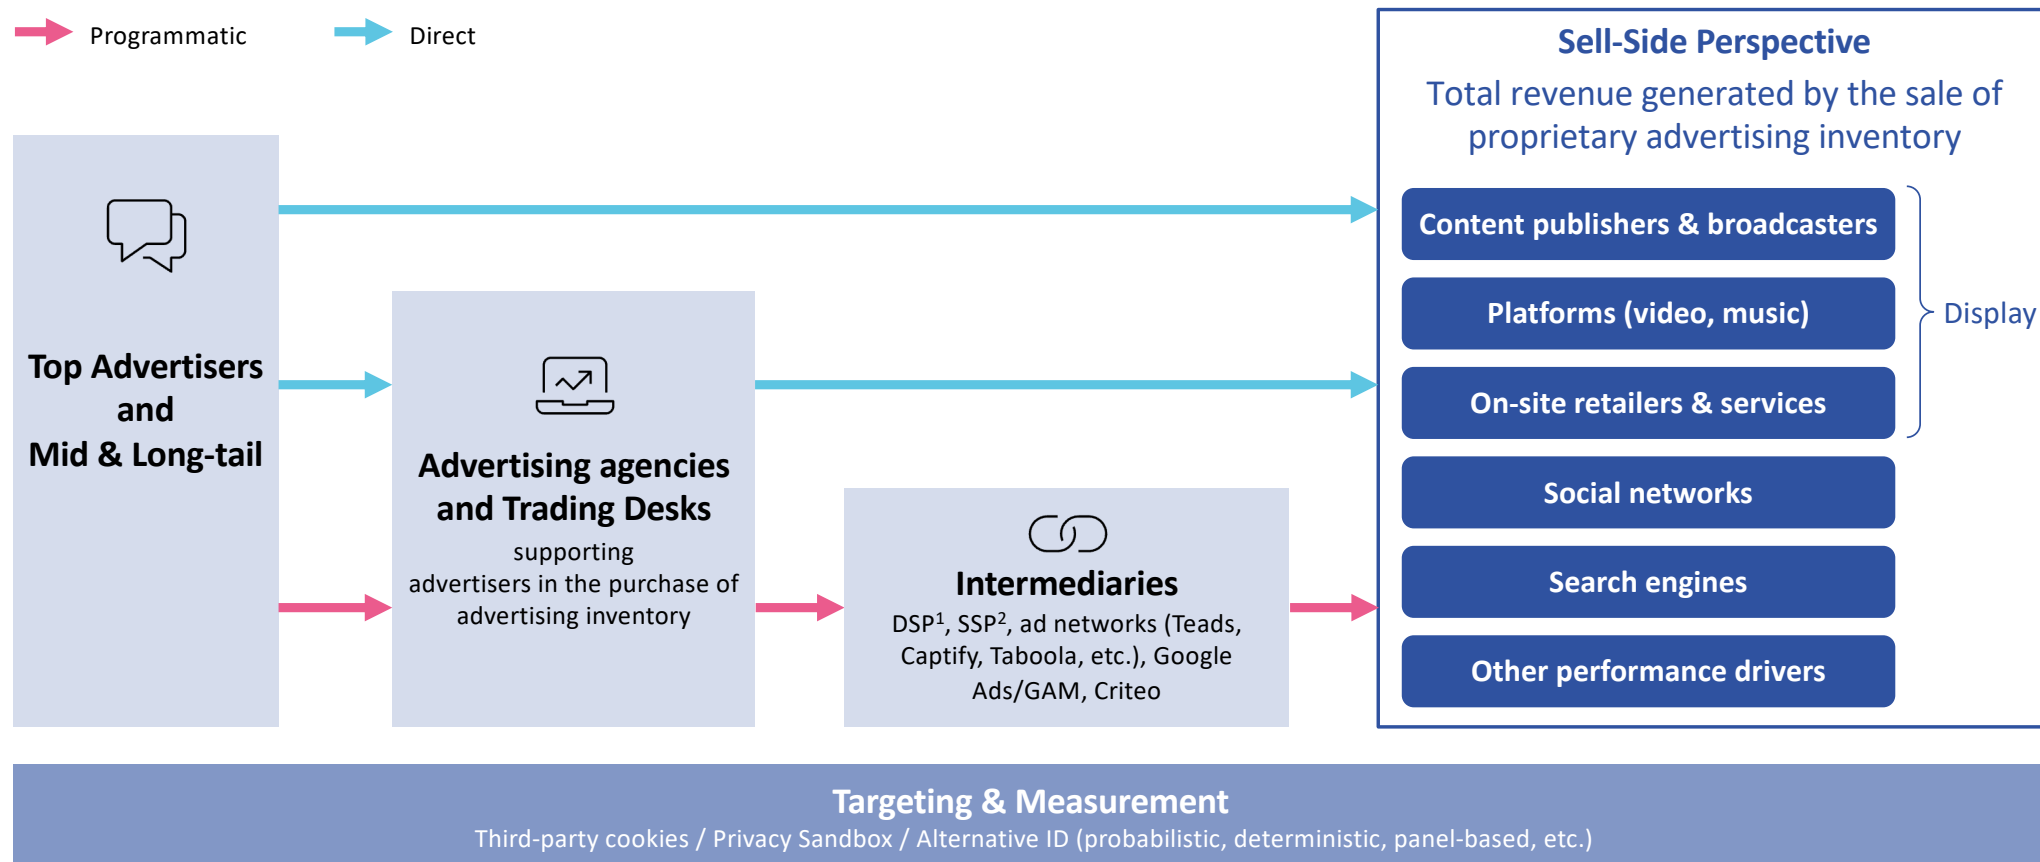 Programmatic
Direct
Top Advertisers
and
Mid & Long-tail
Advertising agencies
and Trading Desks
supporting
advertisers in the purchase of
advertising inventory
Intermediaries
DSP¹, SSP², ad networks (Teads,
Captify, Taboola, etc.), Google
Ads/GAM, Criteo
Sell-Side Perspective
Total revenue generated by the sale of
proprietary advertising inventory
Content publishers & broadcasters
Platforms (video, music)
On-site retailers & services
Display
Social networks
Search engines
Other performance drivers
Targeting & Measurement
Third-party cookies / Privacy Sandbox / Alternative ID (probabilistic, deterministic, panel-based, etc.)